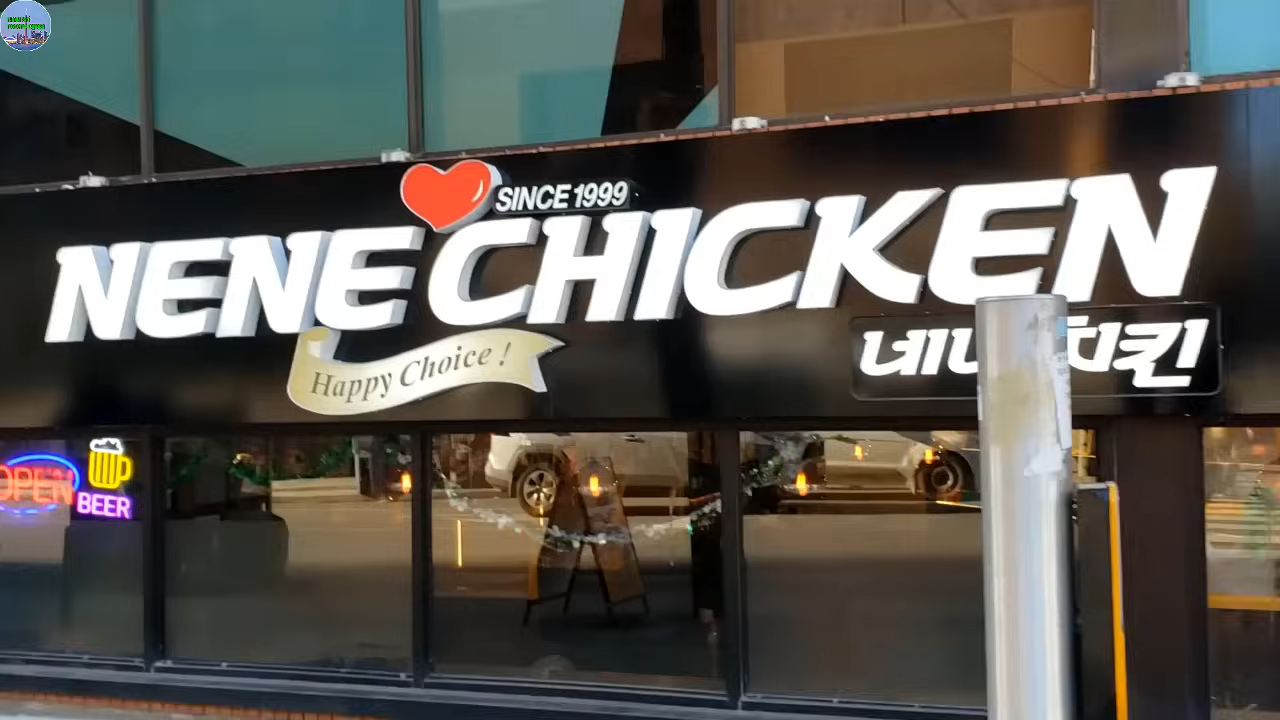 SINCE 1999
NENE CHICKEN
Happy Choice !
OPEN
BEER